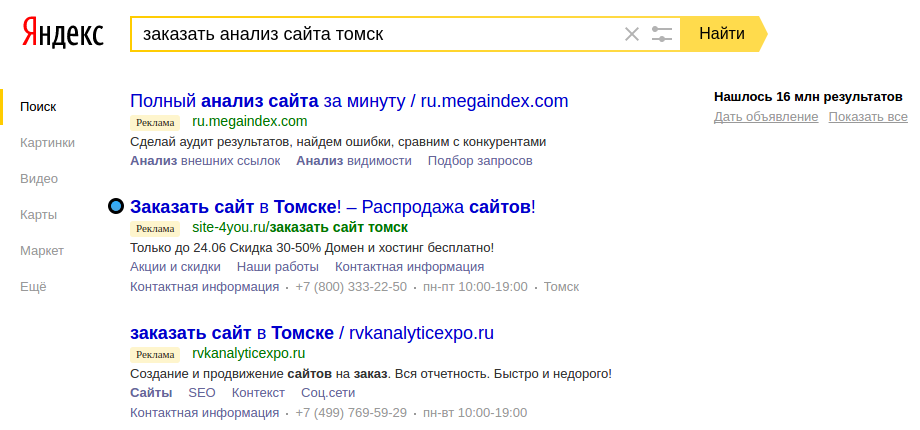 Яндекс
заказать анализ сайта томск
Найти
Поиск
Картинки
Видео
Карты
Маркет
Ещё
Полный анализ сайта за минуту / ru.megaindex.com
Реклама ru.megaindex.com
Сделай аудит результатов, найдем ошибки, сравним с конкурентами
Анализ внешних ссылок Анализ видимости Подбор запросов
Заказать сайт в Томске! – Распродажа сайтов!
Реклама site-4you.ru/заказать сайт томск
Только до 24.06 Скидка 30-50% Домен и хостинг бесплатно!
Акции и скидки Наши работы Контактная информация
Контактная информация · +7 (800) 333-22-50 · пн-пт 10:00-19:00 · Томск
заказать сайт в Томске / rvkanalyticexpo.ru
Реклама rvkanalyticexpo.ru
Создание и продвижение сайтов на заказ. Вся отчетность. Быстро и недорого!
Сайты SEO Контекст Соц.сети
Контактная информация · +7 (499) 769-59-29 · пн-вт 10:00-19:00
Нашлось 16 млн результатов
Дать объявление Показать все